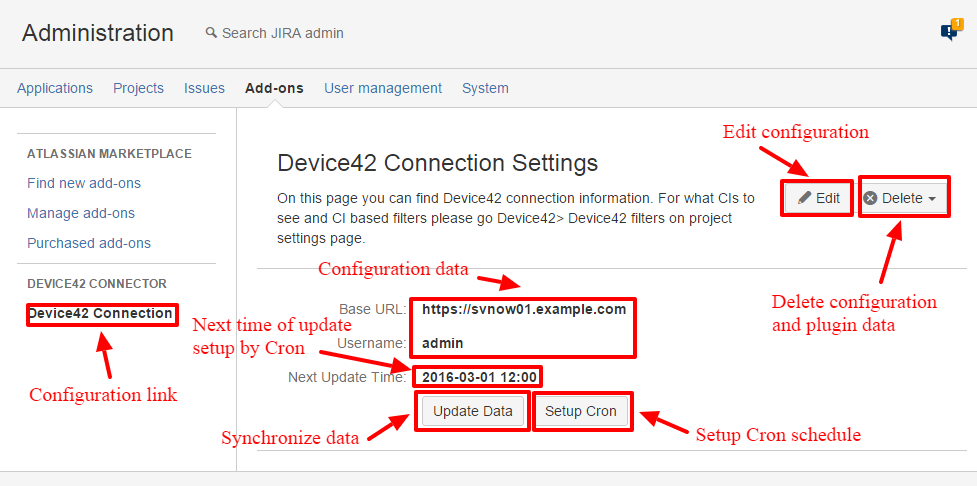 Administration
Search JIRA admin
1
Applications
Projects
Issues
Add-ons
User management
System
ATLASSIAN MARKETPLACE
Find new add-ons
Manage add-ons
Purchased add-ons
DEVICE42 CONNECTOR
Device42 Connection
Configuration link
Device42 Connection Settings
On this page you can find Device42 connection information. For what CIs to
see and CI based filters please go Device42> Device42 filters on project
settings page.
Edit configuration
Edit
Delete
Delete configuration
and plugin data
Configuration data
Base URL: https://svnow01.example.com
Username: admin
Next time of update
setup by Cron
Next Update Time: 2016-03-01 12:00
Update Data
Setup Cron
Synchronize data
Setup Cron schedule